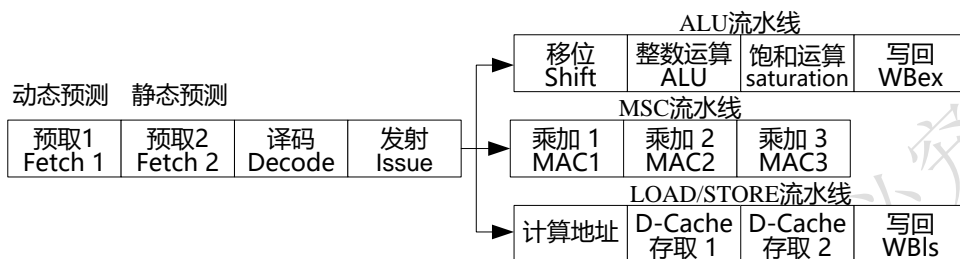 ALU流水线
移位 整数运算 饱和运算 写回
Shift ALU saturation WBex
动态预测 静态预测
预取1 预取2 译码 发射
Fetch 1 Fetch 2 Decode Issue
MSC流水线
乘加 1 乘加 2 乘加 3
MAC1 MAC2 MAC3
LOAD/STORE流水线
计算地址 D-Cache D-Cache 写回
存取 1 存取 2 WBls